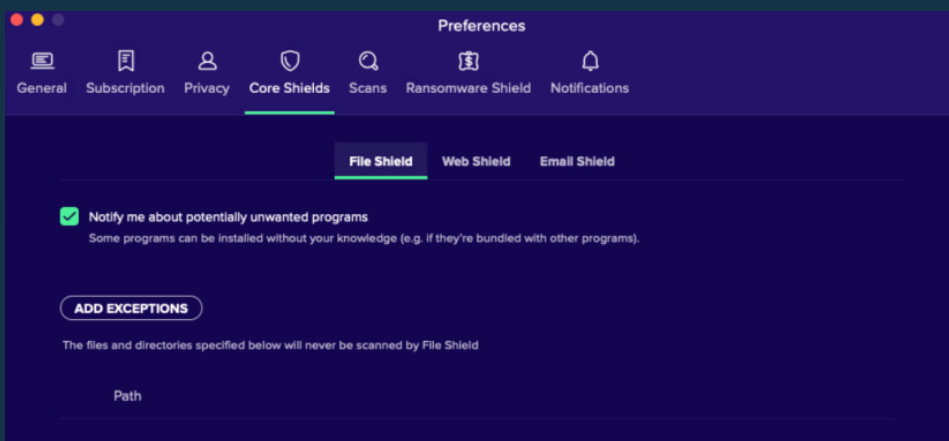 Preferences
General Subscription Privacy Core Shields Scans Ransomware Shield Notifications
File Shield Web Shield Email Shield
Notify me about potentially unwanted programs
Some programs can be installed without your knowledge (e.g. if they're bundled with other programs).
ADD EXCEPTIONS
The files and directories specified below will never be scanned by File Shield
Path